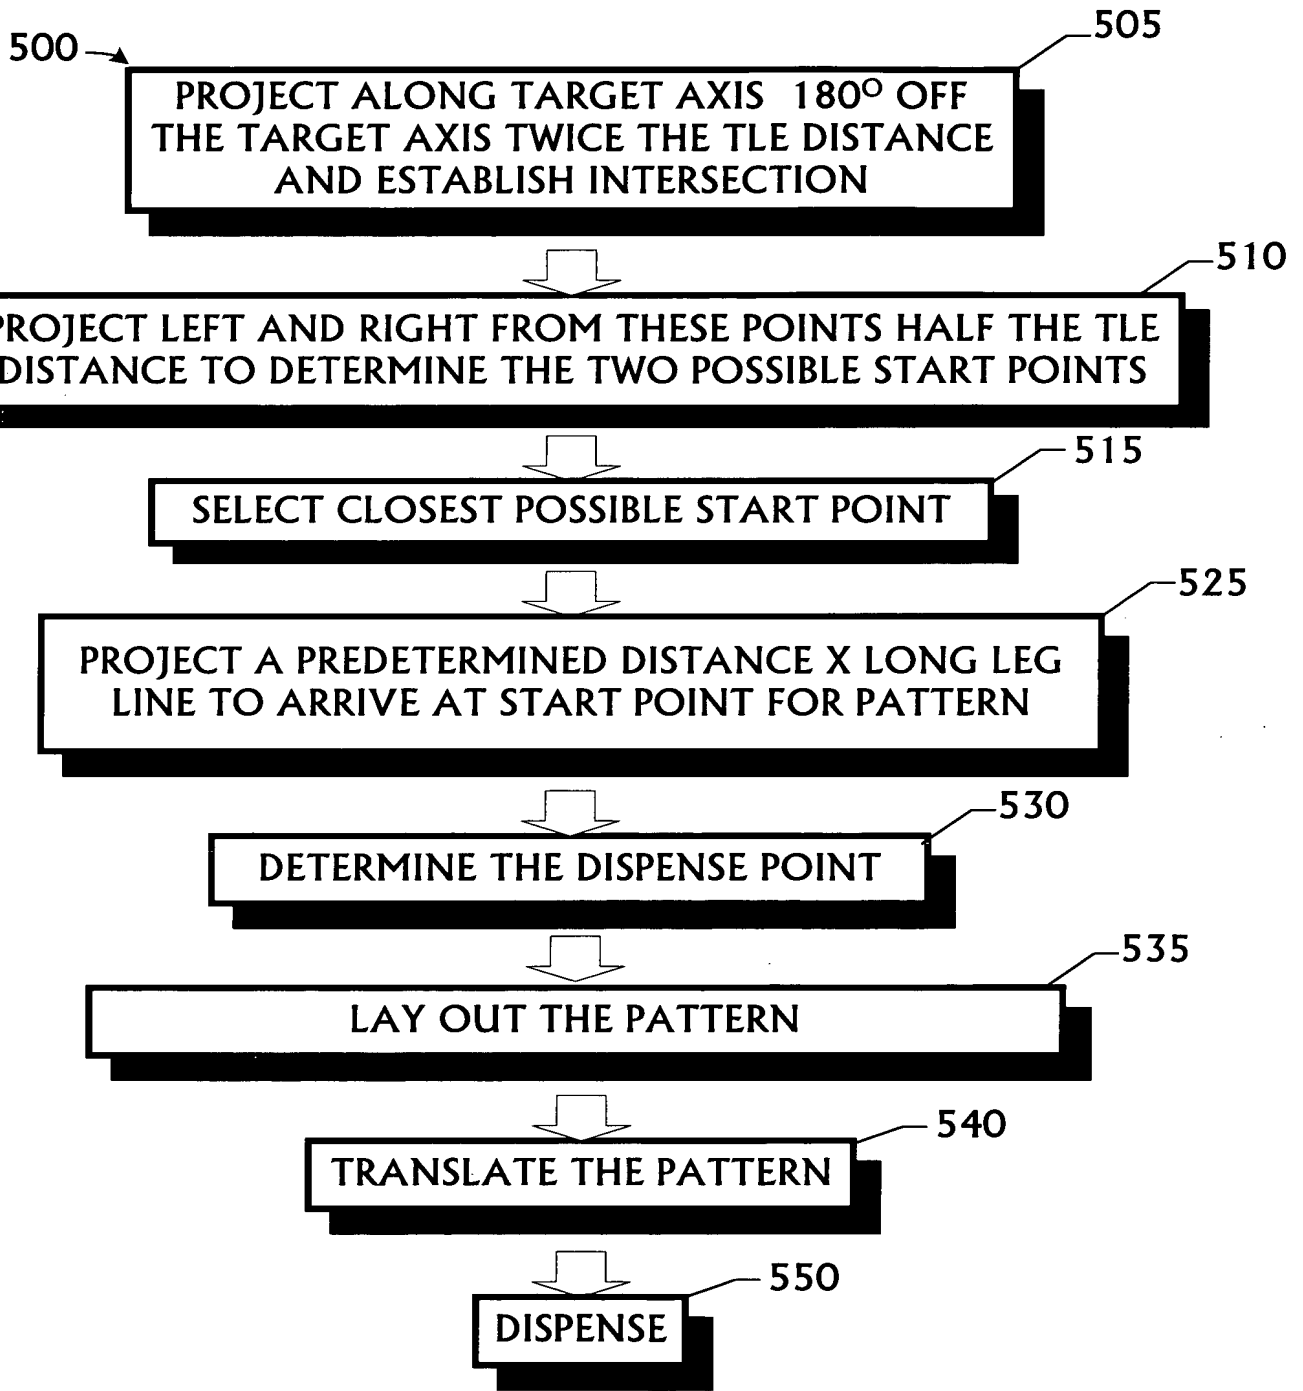 500
505
PROJECT ALONG TARGET AXIS 180° OFF
THE TARGET AXIS TWICE THE TLE DISTANCE
AND ESTABLISH INTERSECTION
510
PROJECT LEFT AND RIGHT FROM THESE POINTS HALF THE TLE
DISTANCE TO DETERMINE THE TWO POSSIBLE START POINTS
515
SELECT CLOSEST POSSIBLE START POINT
525
PROJECT A PREDETERMINED DISTANCE X LONG LEG
LINE TO ARRIVE AT START POINT FOR PATTERN
530
DETERMINE THE DISPENSE POINT
535
LAY OUT THE PATTERN
540
TRANSLATE THE PATTERN
550
DISPENSE